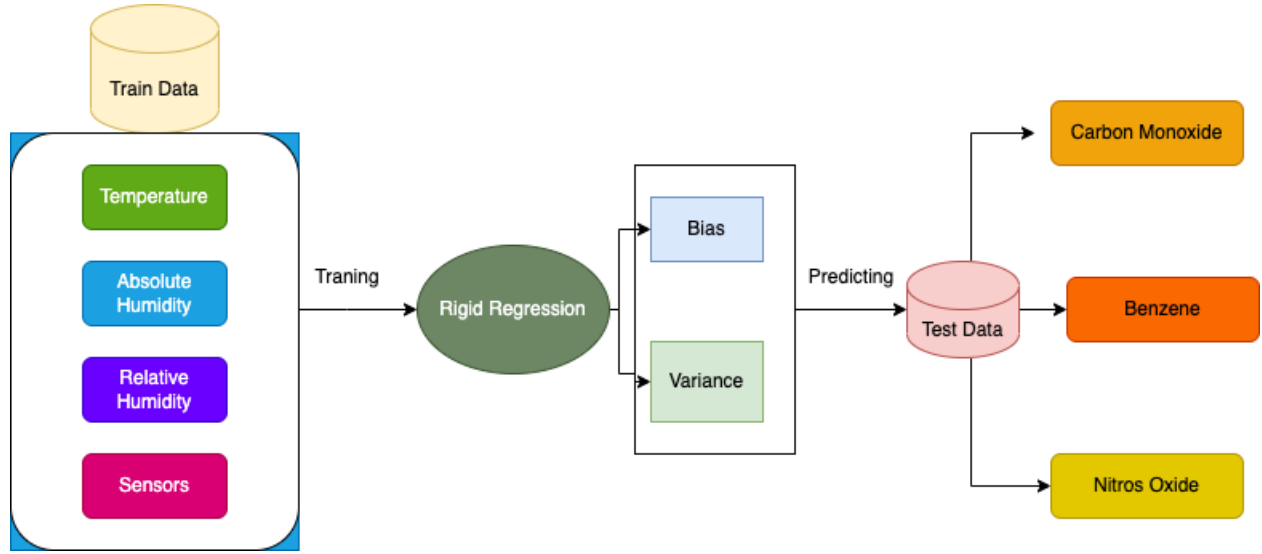 Train Data
Temperature
Absolute
Humidity
Relative
Humidity
Sensors
Traning
Rigid Regression
Bias
Variance
Predicting
Test Data
Carbon Monoxide
Benzene
Nitros Oxide